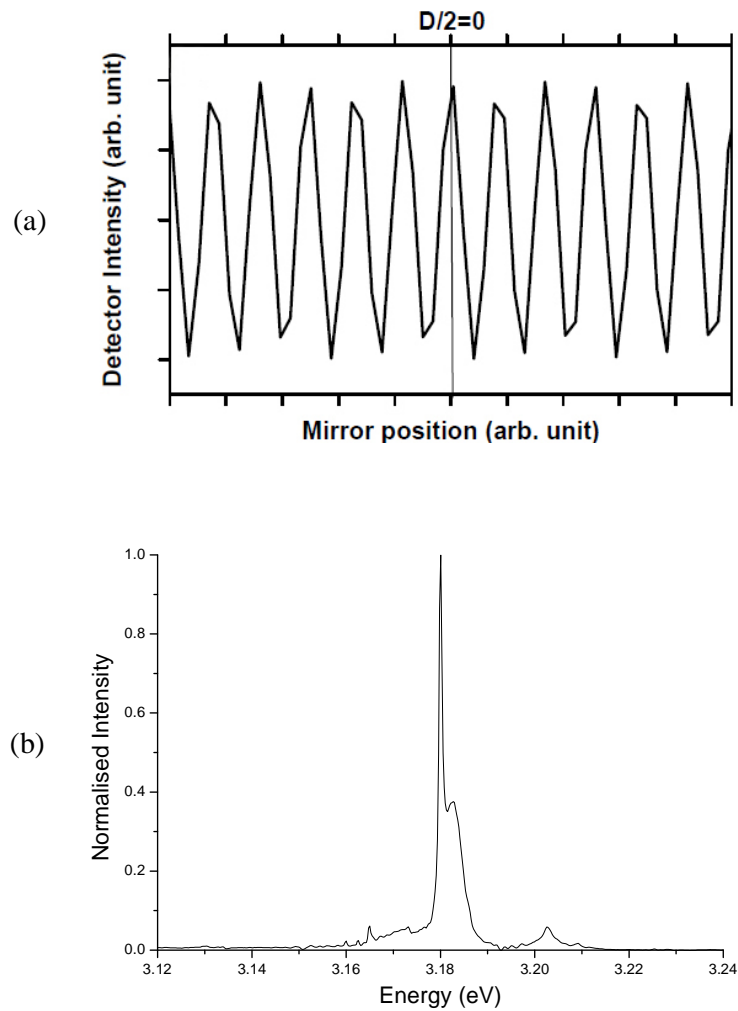 D/2=0
(a)
Detector Intensity (arb. unit)
Mirror position (arb. unit)
(b)
Normalised Intensity
1.0
0.8
0.6
0.4
0.2
0.0
3.12 3.14 3.16 3.18 3.20 3.22 3.24
Energy (eV)